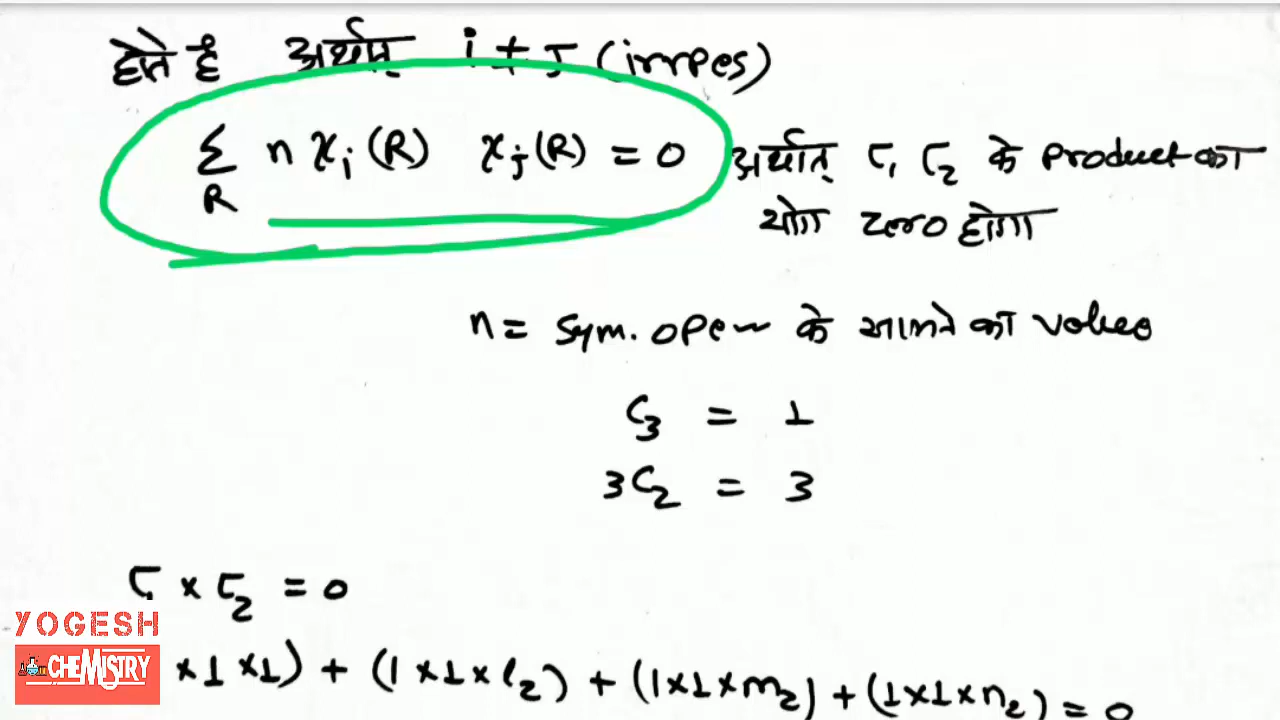 होते है अर्थात् i ≠ J (irrpes)
Σ n χi (R) χj (R) = 0 अर्थात् Γ1 Γ2 के Product का
R
योग zero होगा
n = Sym. open के सामने का values
C3 = 1
3C2 = 3
Γ1 × Γ2 = 0
× 1 × 1) + (1 × 1 × l2) + (1 × 1 × m2) + (1 × 1 × n2) = 0
YOGESH
CHEMISTRY